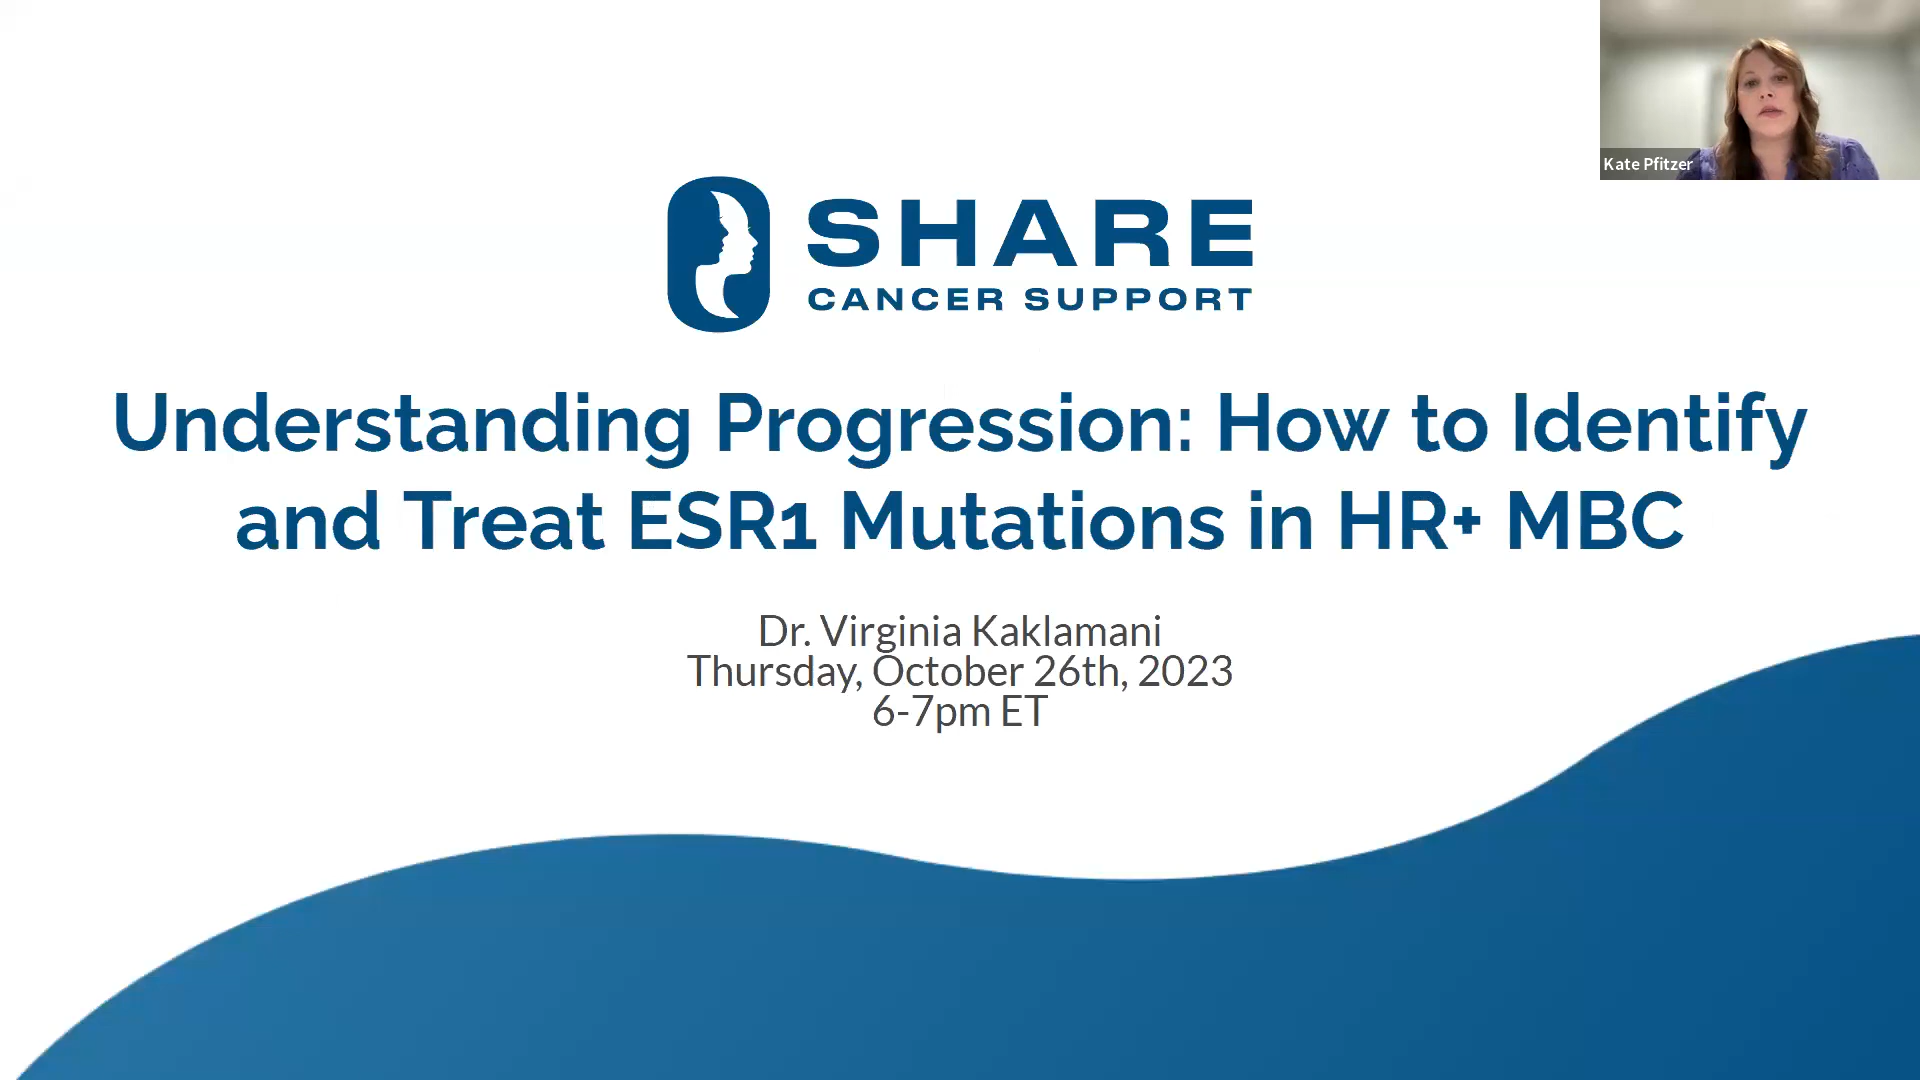 Kate Pfitzer
SHARE
CANCER SUPPORT
Understanding Progression: How to Identify
and Treat ESR1 Mutations in HR+ MBC
Dr. Virginia Kaklamani
Thursday, October 26th, 2023
6-7pm ET